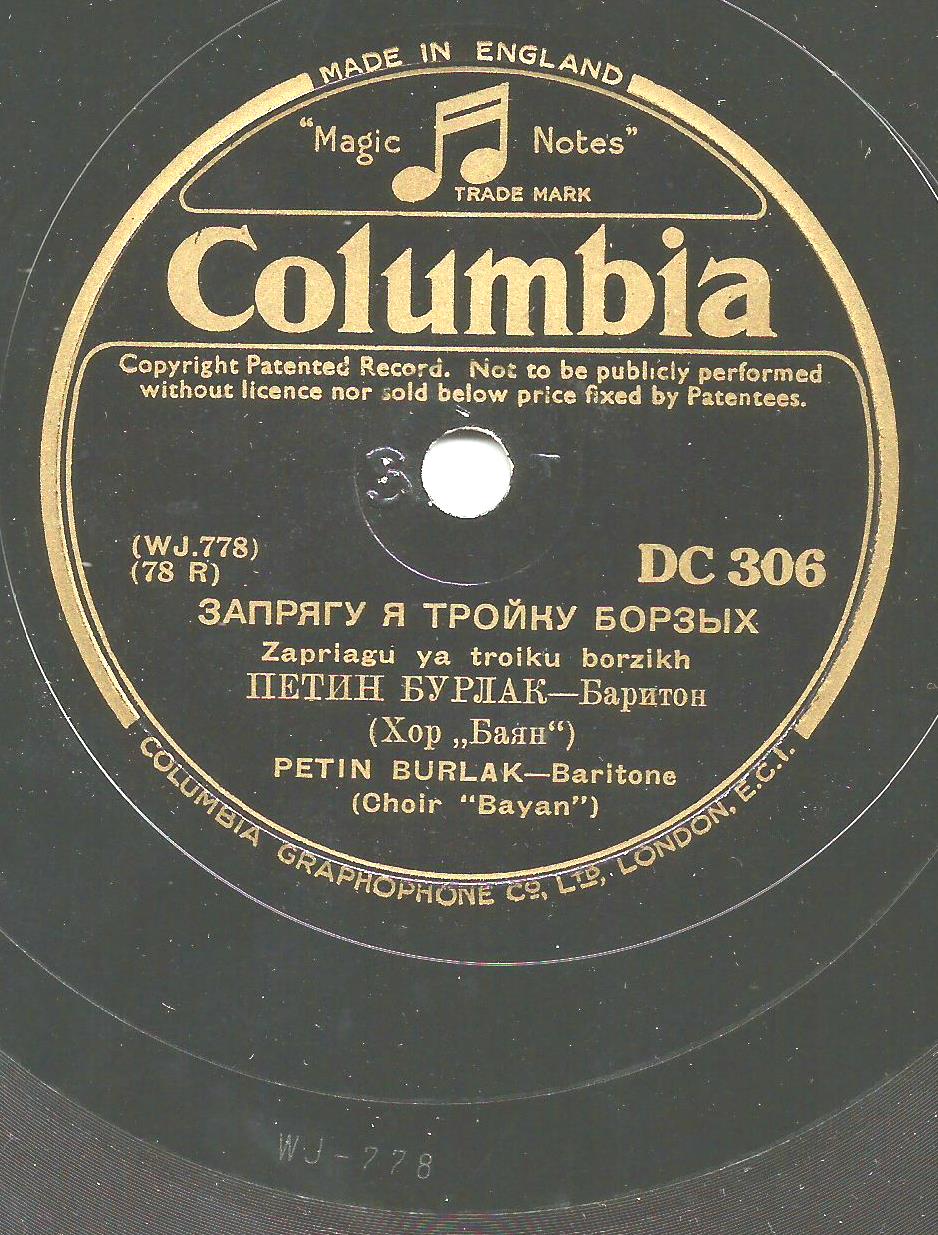 MADE IN ENGLAND
“Magic Notes”
TRADE MARK
Columbia
Copyright Patented Record. Not to be publicly performed
without licence nor sold below price fixed by Patentees.
3
(WJ.778)
(78 R)
DC 306
ЗАПРЯГУ Я ТРОЙКУ БОРЗЫХ
Zapriagu ya troiku borzikh
ПЕТИН БУРЛАК—Баритон
(Хор „Баян“)
PETIN BURLAK—Baritone
(Choir “Bayan”)
COLUMBIA GRAPHOPHONE Co., LTD, LONDON, E.C.1.
WJ-778